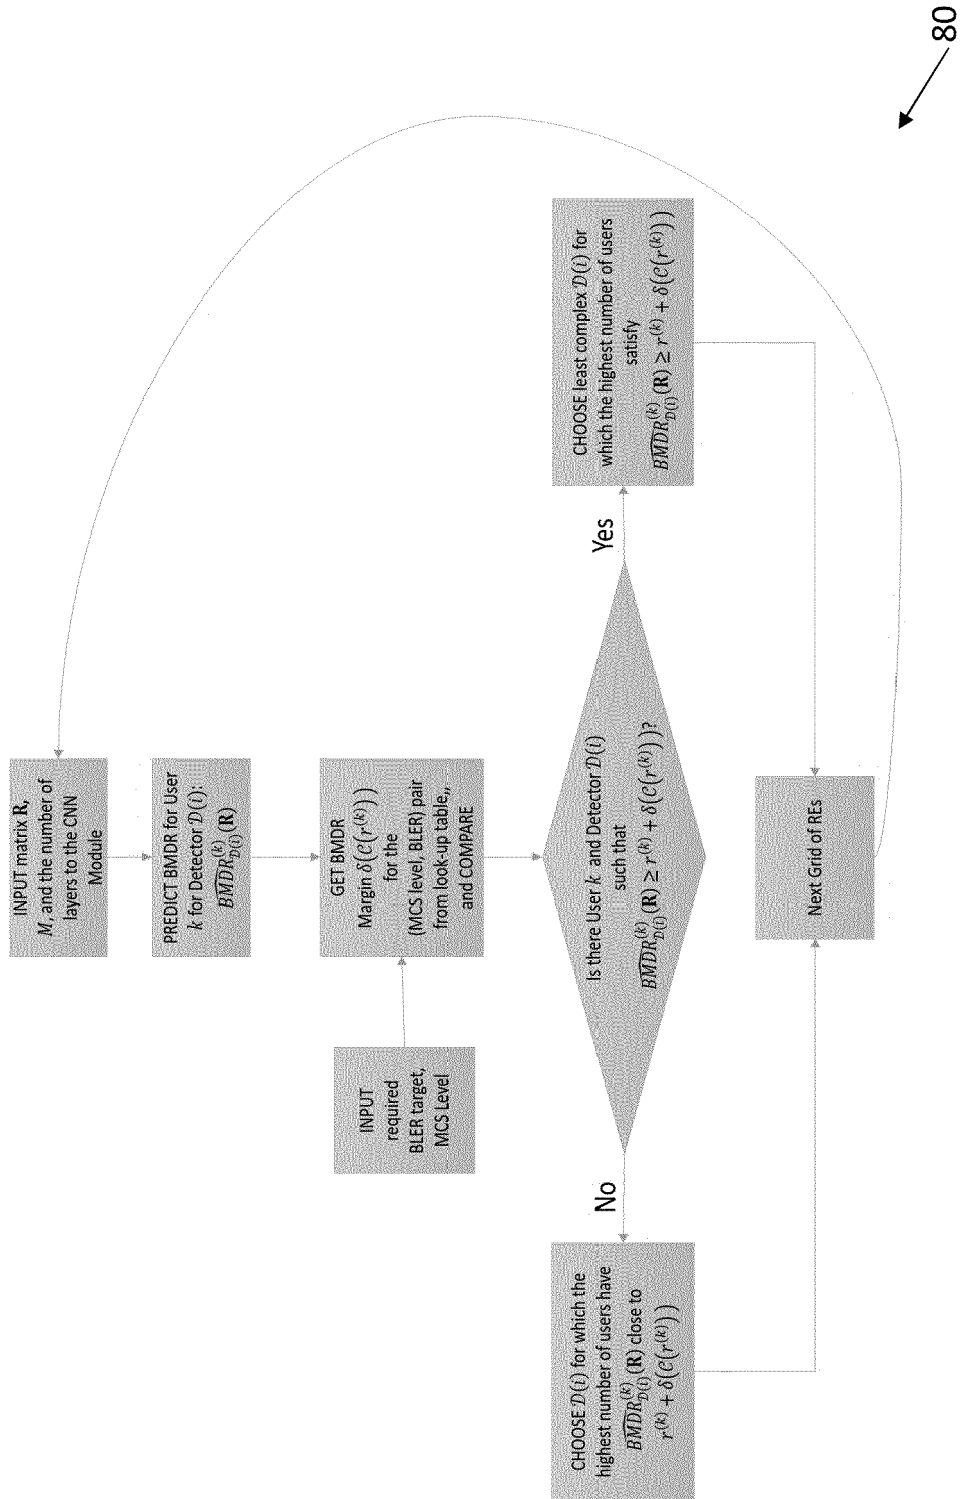 INPUT matrix R,
M, and the number of
layers to the CNN
Module
PREDICT BMDR for User
k for Detector 𝒟(i):
\widehat{BMDR}_{D(i)}^{(k)}(R)
INPUT
required
BLER target,
MCS Level
GET BMDR
Margin δ(𝒞(r^{(k)}))
for the
(MCS level, BLER) pair
from look-up table,,
and COMPARE
Is there User k and Detector 𝒟(i)
such that
\widehat{BMDR}_{D(i)}^{(k)}(R) ≥ r^{(k)} + δ(𝒞(r^{(k)}))?
No
Yes
CHOOSE 𝒟(i) for which the
highest number of users have
\widehat{BMDR}_{D(i)}^{(k)}(R) close to
r^{(k)} + δ(𝒞(r^{(k)}))
CHOOSE least complex 𝒟(i) for
which the highest number of users
satisfy
\widehat{BMDR}_{D(i)}^{(k)}(R) ≥ r^{(k)} + δ(𝒞(r^{(k)}))
Next Grid of REs
80